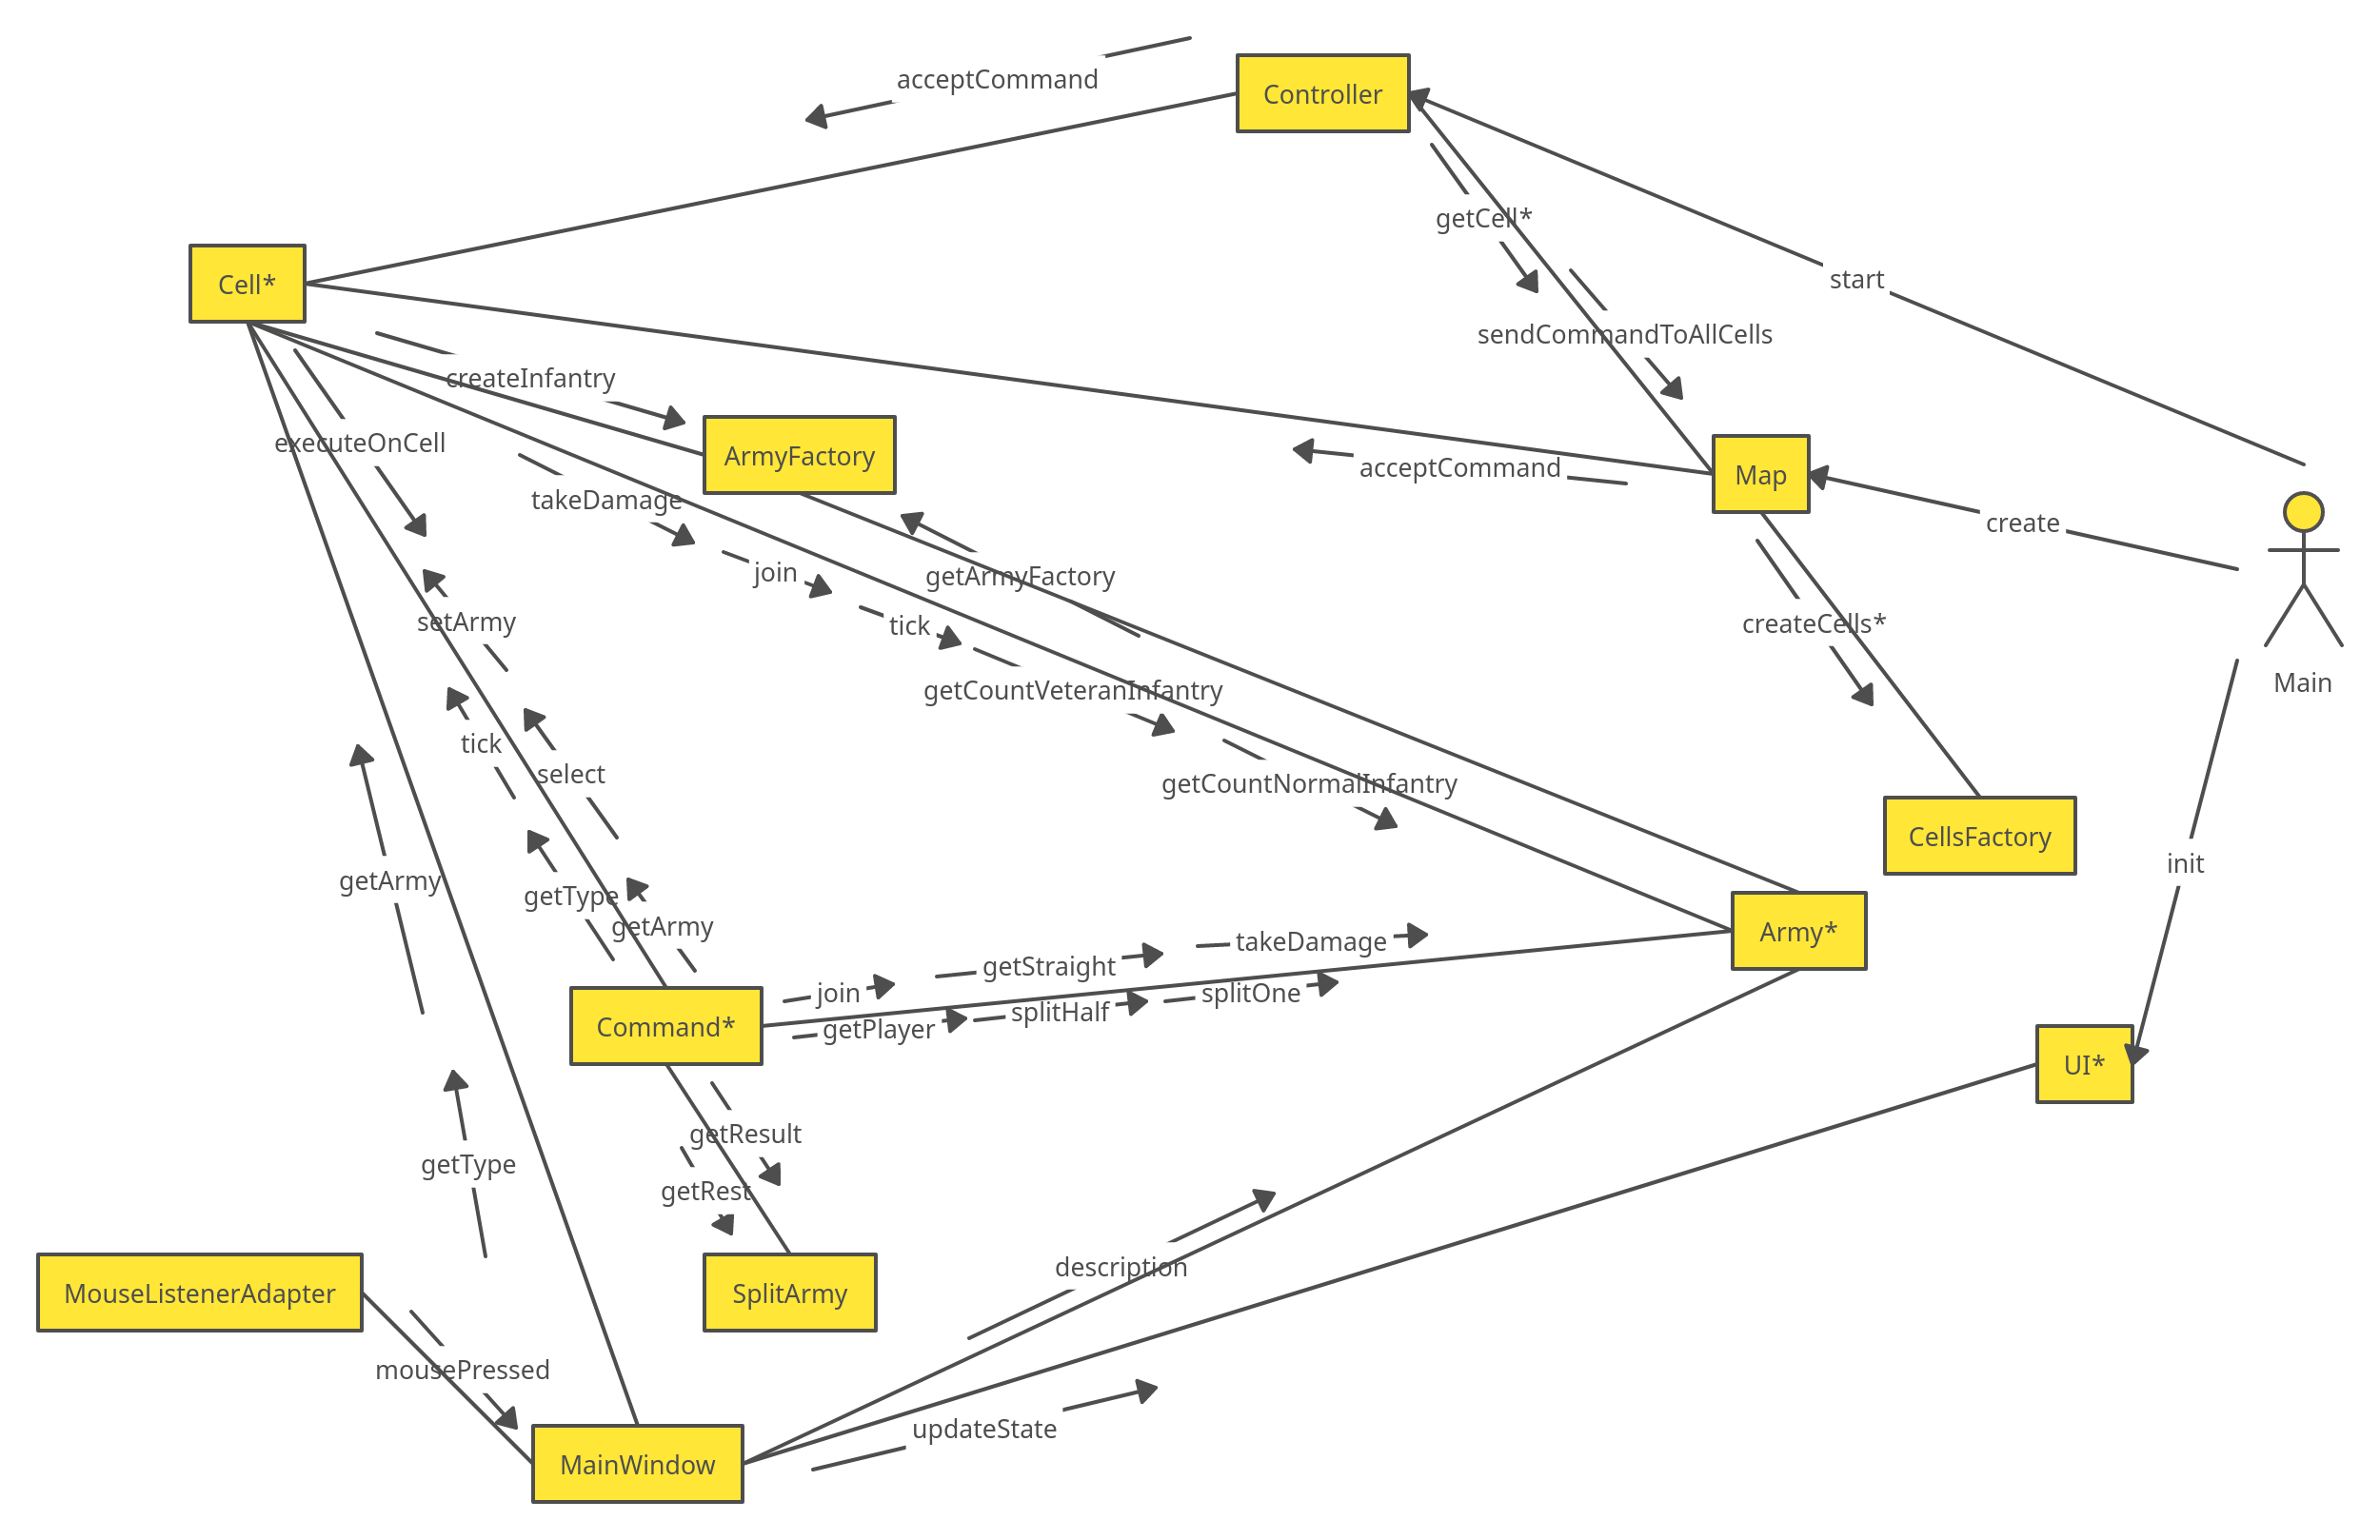 acceptCommand
Controller
getCell*
start
Cell*
sendCommandToAllCells
createInfantry
executeOnCell
ArmyFactory
acceptCommand
Map
takeDamage
create
join
getArmyFactory
setArmy
tick
createCells*
Main
getCountVeteranInfantry
tick
select
getCountNormalInfantry
CellsFactory
init
getArmy
getType
getArmy
Army*
takeDamage
getStraight
join
splitOne
splitHalf
getPlayer
Command*
UI*
getResult
getType
getRest
description
MouseListenerAdapter
SplitArmy
mousePressed
updateState
MainWindow